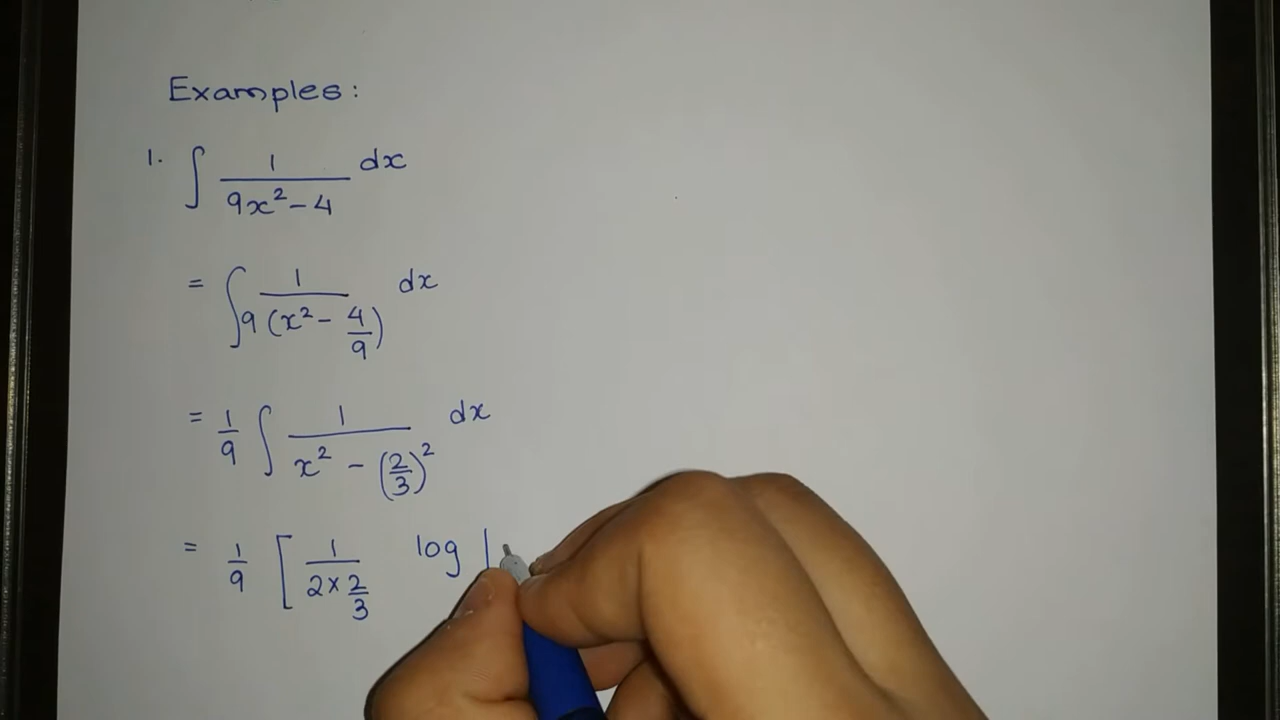 Examples:
1. ∫ 1/(9x² - 4) dx
= ∫ 1/(9(x² - 4/9)) dx
= 1/9 ∫ 1/(x² - (2/3)²) dx
= 1/9 [ 1/(2 × 2/3) log |